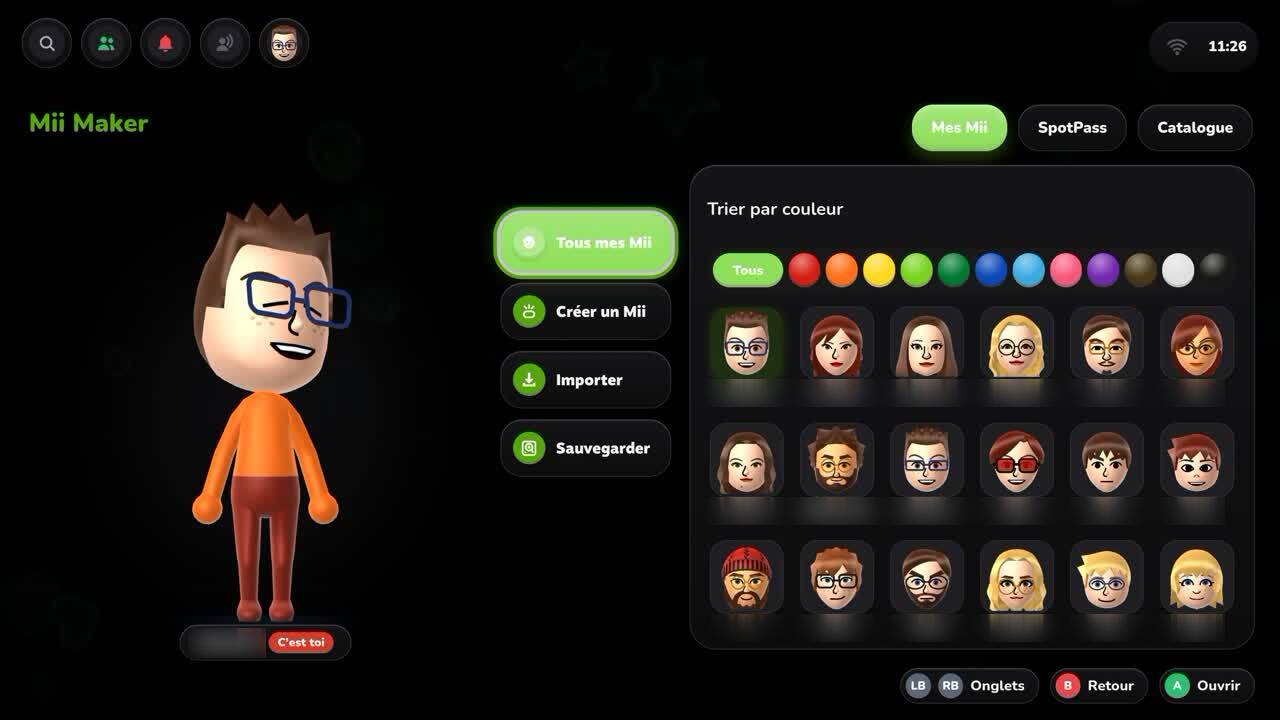 11:26
Mii Maker
Mes Mii
SpotPass
Catalogue
Trier par couleur
Tous
Tous mes Mii
Créer un Mii
Importer
Sauvegarder
C'est toi
LB RB Onglets
B Retour
A Ouvrir